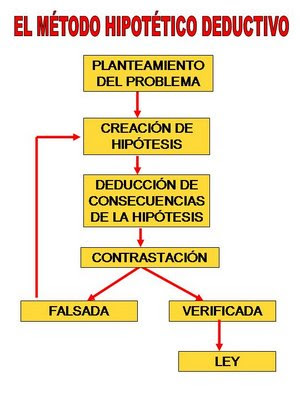 EL MÉTODO HIPOTÉTICO DEDUCTIVO
PLANTEAMIENTO
DEL PROBLEMA
CREACIÓN DE
HIPÓTESIS
DEDUCCIÓN DE
CONSECUENCIAS
DE LA HIPÓTESIS
CONTRASTACIÓN
FALSADA
VERIFICADA
LEY